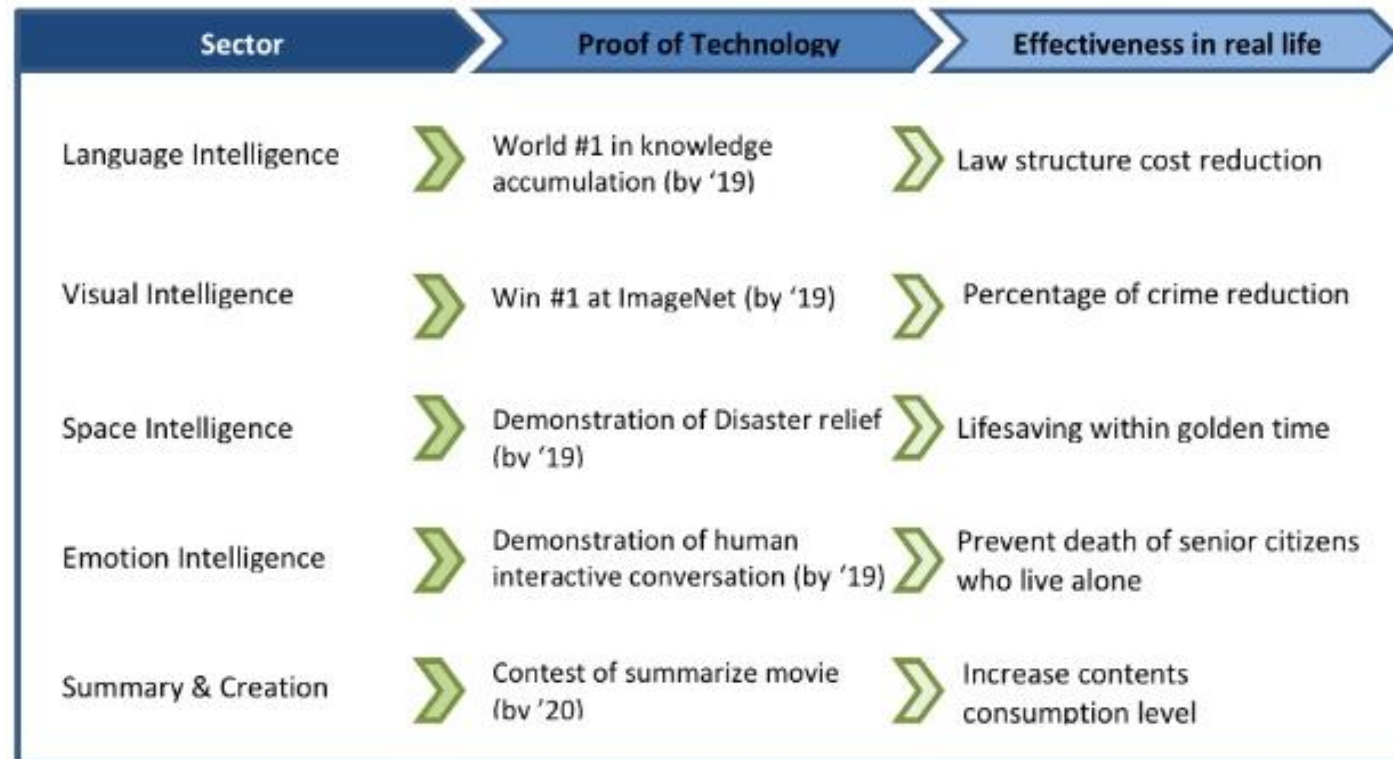 Sector
Proof of Technology
Effectiveness in real life
Language Intelligence
World #1 in knowledge
accumulation (by ‘19)
Law structure cost reduction
Visual Intelligence
Win #1 at ImageNet (by ‘19)
Percentage of crime reduction
Space Intelligence
Demonstration of Disaster relief
(by ‘19)
Lifesaving within golden time
Emotion Intelligence
Demonstration of human
interactive conversation (by ‘19)
Prevent death of senior citizens
who live alone
Summary & Creation
Contest of summarize movie
(by ’20)
Increase contents
consumption level